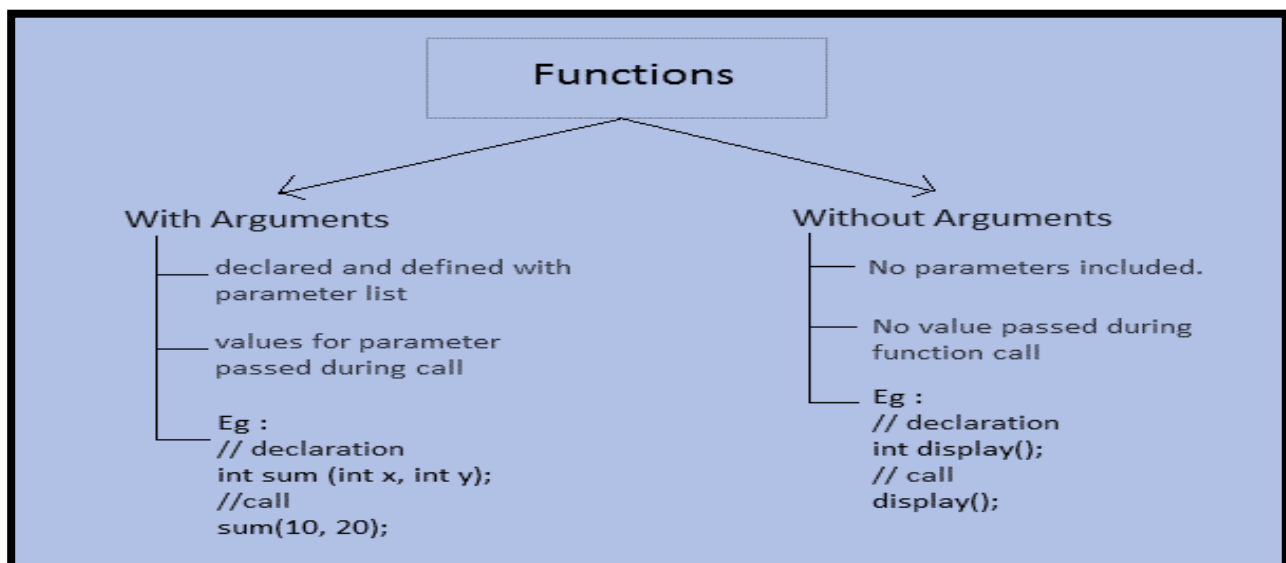 Functions
With Arguments
declared and defined with
parameter list
values for parameter
passed during call
Eg :
// declaration
int sum (int x, int y);
//call
sum(10, 20);
Without Arguments
No parameters included.
No value passed during
function call
Eg :
// declaration
int display();
// call
display();